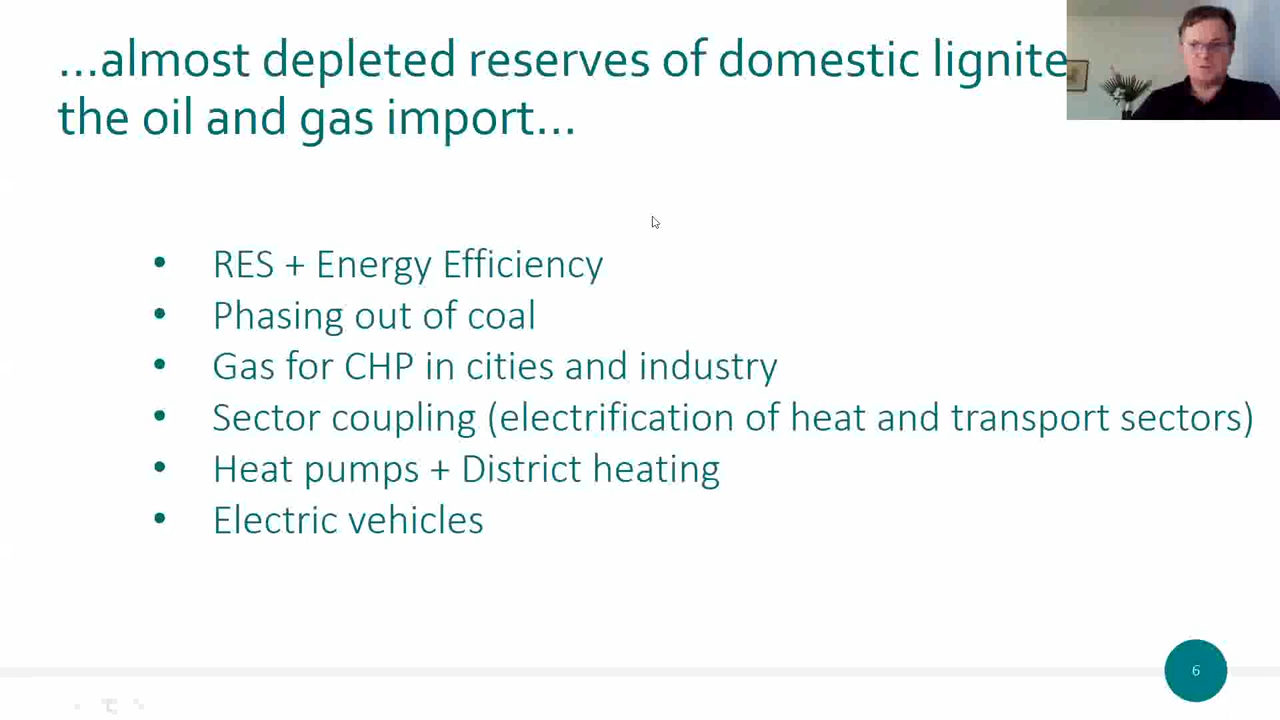 ...almost depleted reserves of domestic lignite
the oil and gas import...
• RES + Energy Efficiency
• Phasing out of coal
• Gas for CHP in cities and industry
• Sector coupling (electrification of heat and transport sectors)
• Heat pumps + District heating
• Electric vehicles
6